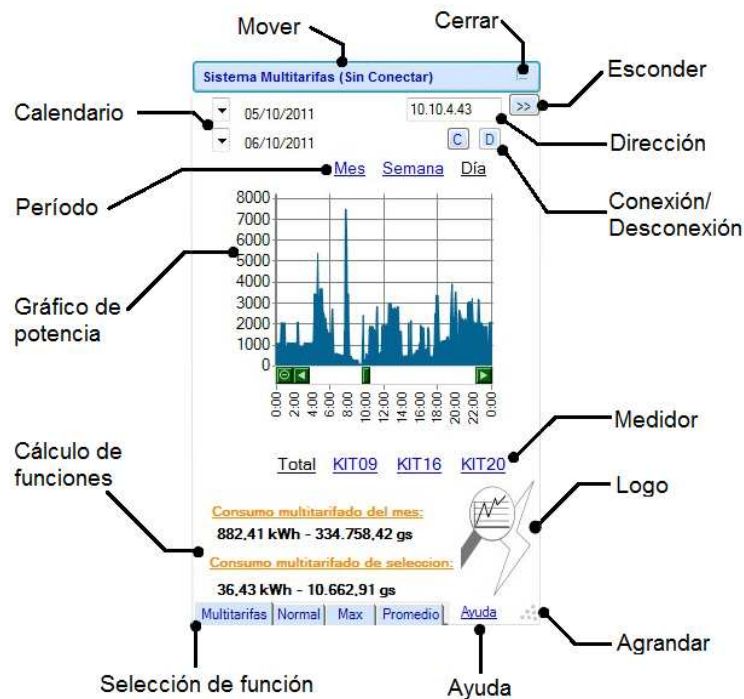 Mover
Cerrar
Sistema Multitarifas (Sin Conectar)
Esconder
Calendario
05/10/2011
10.10.4.43
>>
06/10/2011
C D
Dirección
Mes Semana Día
Período
Conexión/
Desconexión
8000
7000
6000
5000
4000
3000
2000
1000
0
Gráfico de
potencia
0:00 2:00 4:00 6:00 8:00 10:00 12:00 14:00 16:00 18:00 20:00 22:00 0:00
Medidor
Cálculo de
funciones
Total KIT09 KIT16 KIT20
Logo
Consumo multitarifado del mes:
882,41 kWh - 334.758,42 gs
Consumo multitarifado de seleccion:
36,43 kWh - 10.662,91 gs
Multitarifas Normal Max Promedio Ayuda
Agrandar
Selección de función
Ayuda